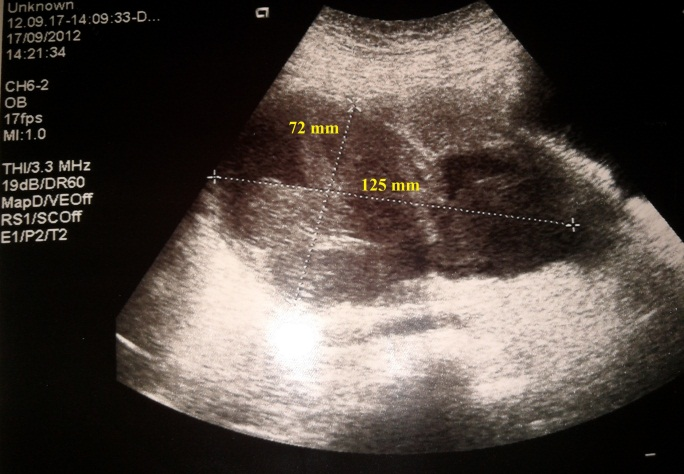 Unknown
12.09.17-14:09:33-D...
17/09/2012
14:21:34
CH6-2
OB
17fps
MI:1.0
THI/3.3 MHz
19dB/DR60
MapD/VEOff
RS1/SCOff
E1/P2/T2
72 mm
125 mm